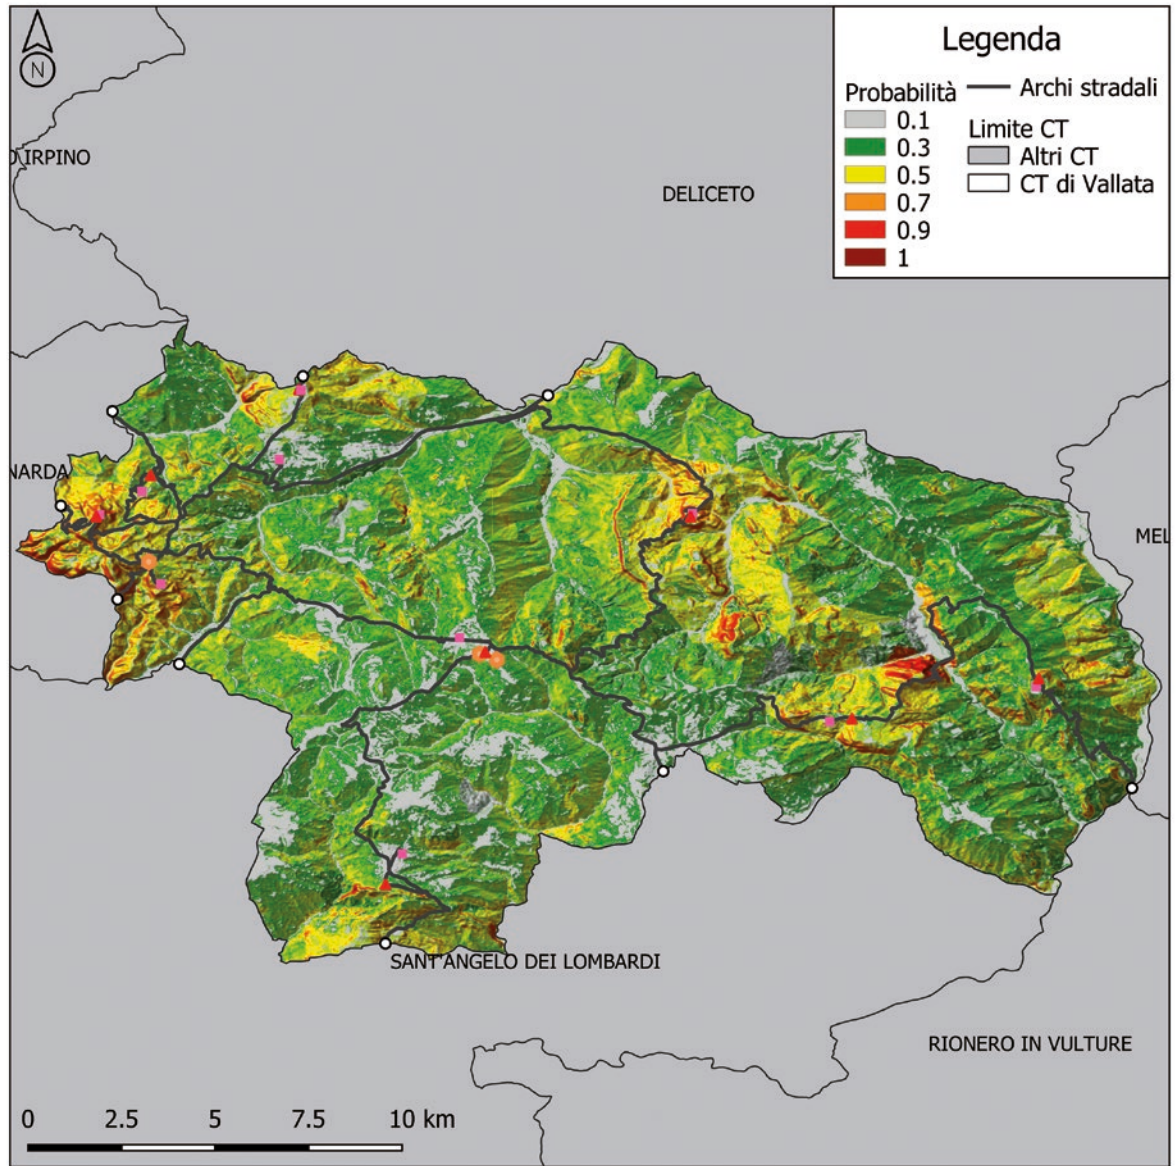 N
Legenda
Probabilità
0.1
0.3
0.5
0.7
0.9
1
Archi stradali
Limite CT
Altri CT
CT di Vallata
IRPINO
DELICETO
NARDA
MEL
SANT'ANGELO DEI LOMBARDI
RIONERO IN VULTURE
0 2.5 5 7.5 10 km